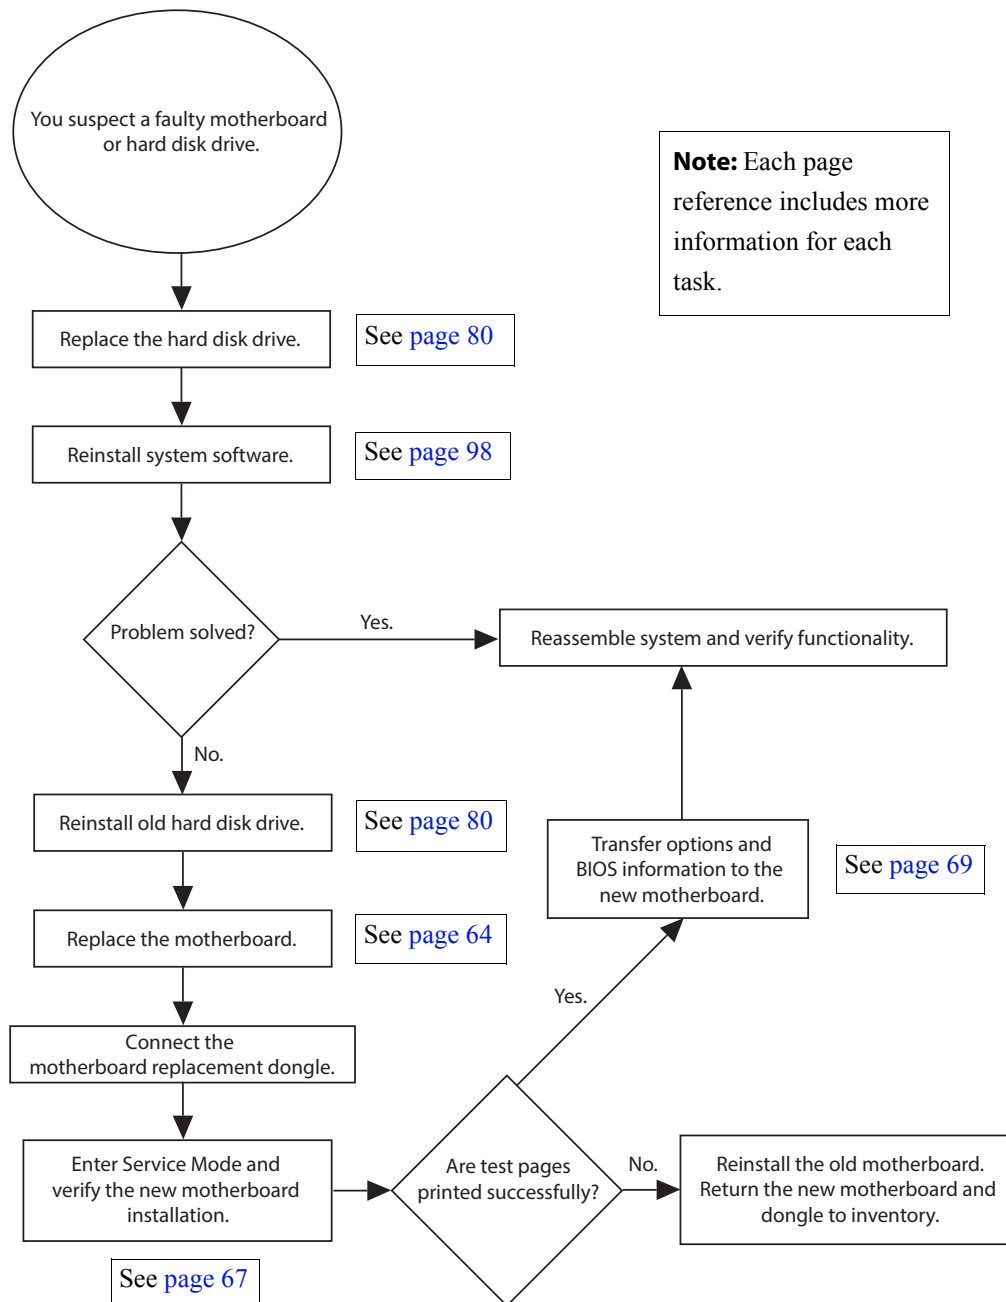 You suspect a faulty motherboard
or hard disk drive.
Note: Each page
reference includes more
information for each
task.
Replace the hard disk drive.
See page 80
Reinstall system software.
See page 98
Problem solved?
Yes.
Reassemble system and verify functionality.
No.
Reinstall old hard disk drive.
See page 80
Transfer options and
BIOS information to the
new motherboard.
See page 69
Replace the motherboard.
See page 64
Yes.
Connect the
motherboard replacement dongle.
Enter Service Mode and
verify the new motherboard
installation.
See page 67
Are test pages
printed successfully?
No.
Reinstall the old motherboard.
Return the new motherboard and
dongle to inventory.